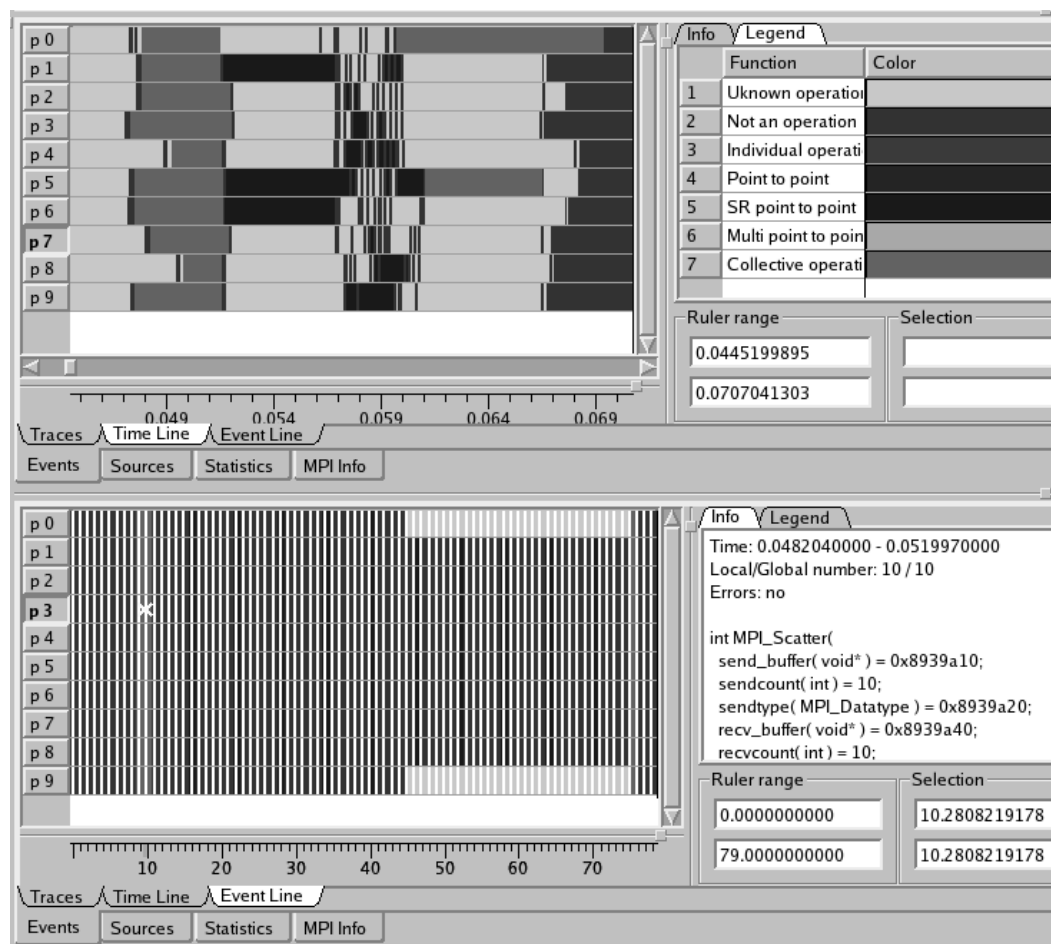 p 0
p 1
p 2
p 3
p 4
p 5
p 6
p 7
p 8
p 9
0.049 0.054 0.059 0.064 0.069
Traces Time Line Event Line
Events Sources Statistics MPI Info
Info Legend
Function Color
1 Uknown operation
2 Not an operation
3 Individual operati
4 Point to point
5 SR point to point
6 Multi point to poin
7 Collective operati
Ruler range
0.0445199895
0.0707041303
Selection
p 0
p 1
p 2
p 3
p 4
p 5
p 6
p 7
p 8
p 9
10 20 30 40 50 60 70
Traces Time Line Event Line
Events Sources Statistics MPI Info
Info Legend
Time: 0.0482040000 - 0.0519970000
Local/Global number: 10 / 10
Errors: no
int MPI_Scatter(
send_buffer( void* ) = 0x8939a10;
sendcount( int ) = 10;
sendtype( MPI_Datatype ) = 0x8939a20;
recv_buffer( void* ) = 0x8939a40;
recvcount( int ) = 10;
Ruler range
0.0000000000
79.0000000000
Selection
10.2808219178
10.2808219178